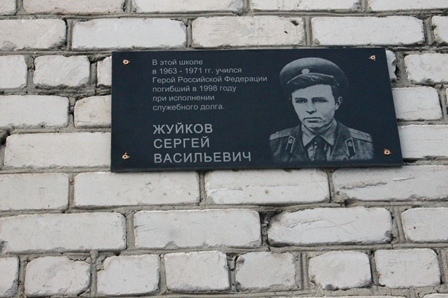 В этой школе
в 1963 - 1971 гг. учился
Герой Российской Федерации
погибший в 1998 году
при исполнении
служебного долга.
ЖУЙКОВ
СЕРГЕЙ
ВАСИЛЬЕВИЧ